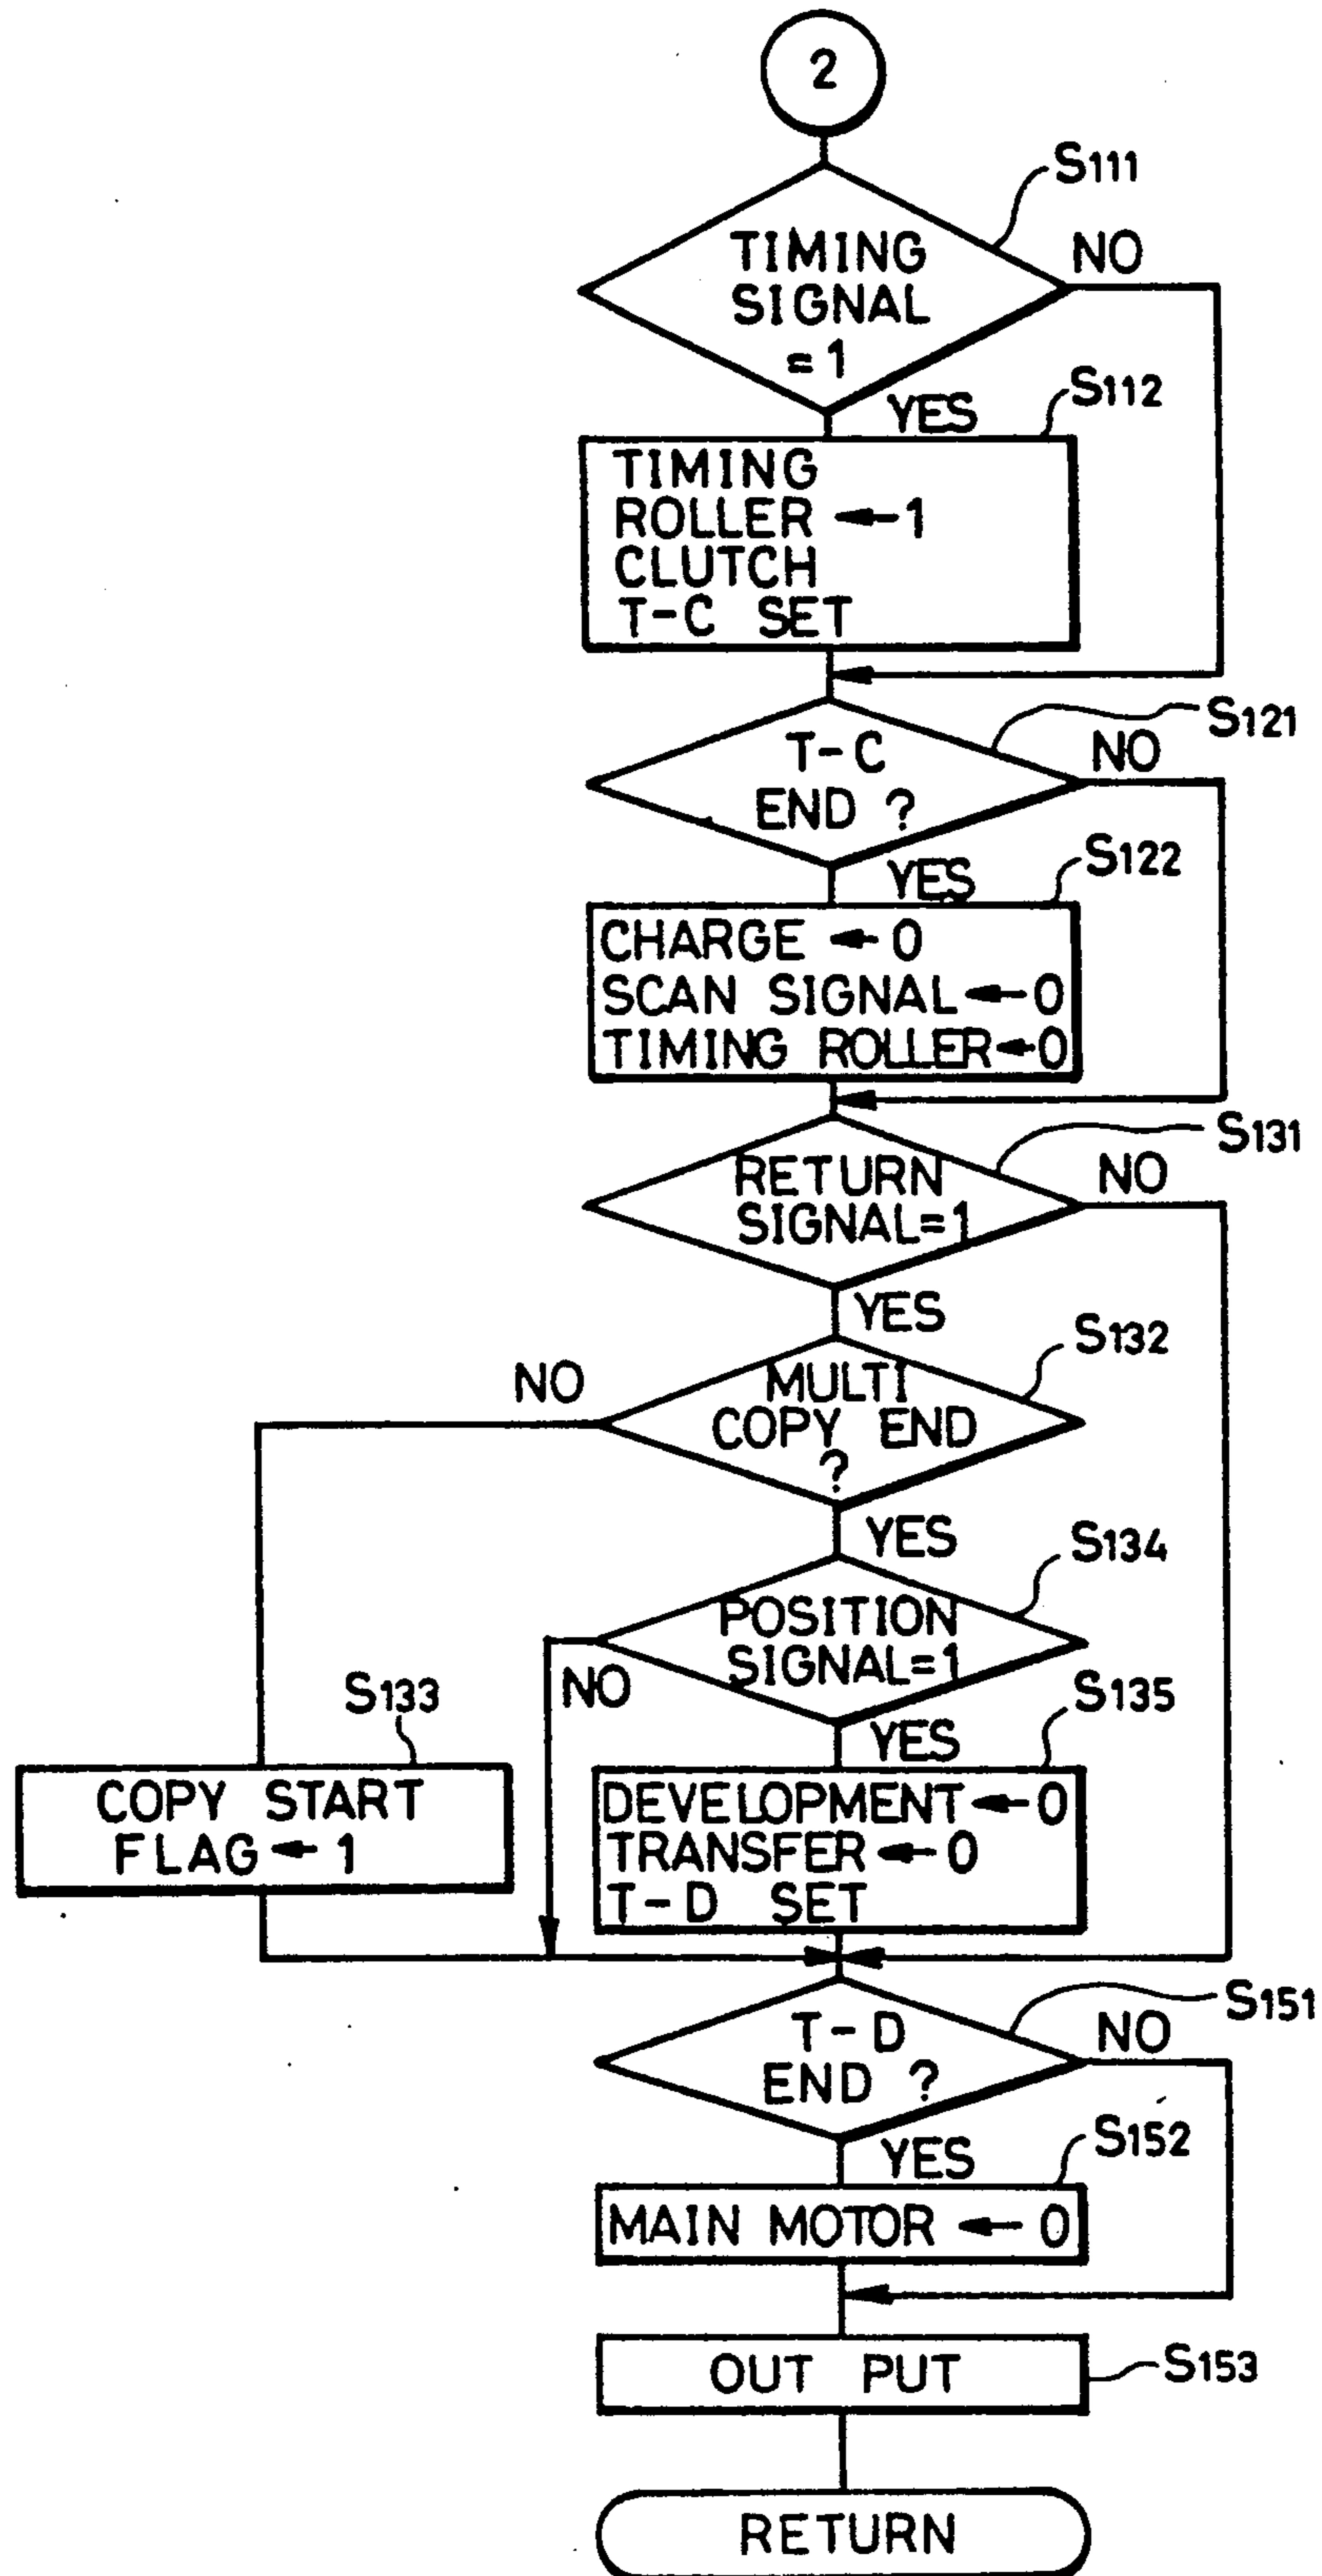 2
S111
TIMING
SIGNAL
=1
NO
YES
S112
TIMING
ROLLER ←1
CLUTCH
T-C SET
S121
T-C
END ?
NO
YES
S122
CHARGE ←0
SCAN SIGNAL←0
TIMING ROLLER←0
S131
RETURN
SIGNAL=1
NO
YES
S132
MULTI
COPY END
?
NO
YES
S134
POSITION
SIGNAL=1
NO
YES
S133
COPY START
FLAG ← 1
S135
DEVELOPMENT←0
TRANSFER←0
T-D SET
S151
T-D
END ?
NO
YES
S152
MAIN MOTOR ← 0
OUT PUT
S153
RETURN